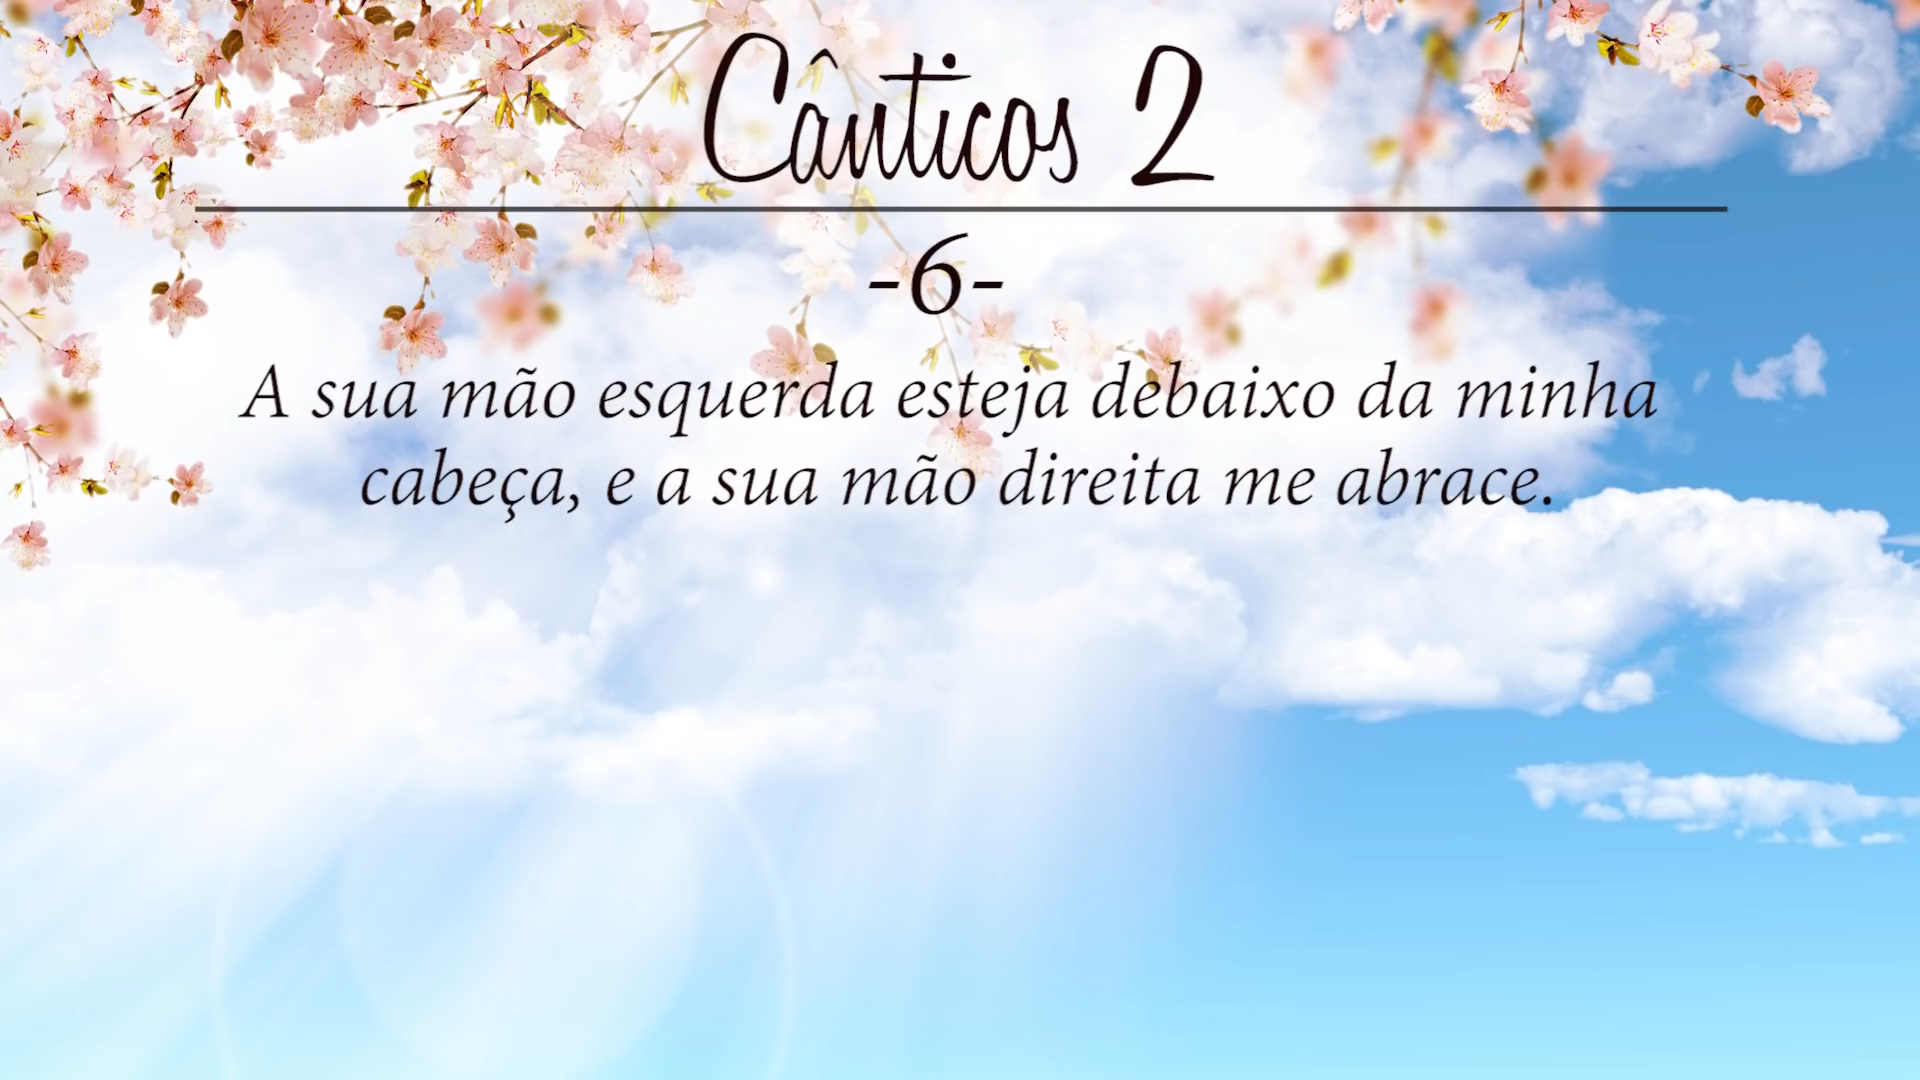 Cânticos 2
-6-
A sua mão esquerda esteja debaixo da minha
cabeça, e a sua mão direita me abrace.